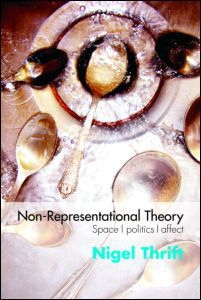 Non-Representational Theory
Space | politics | affect
Nigel Thrift